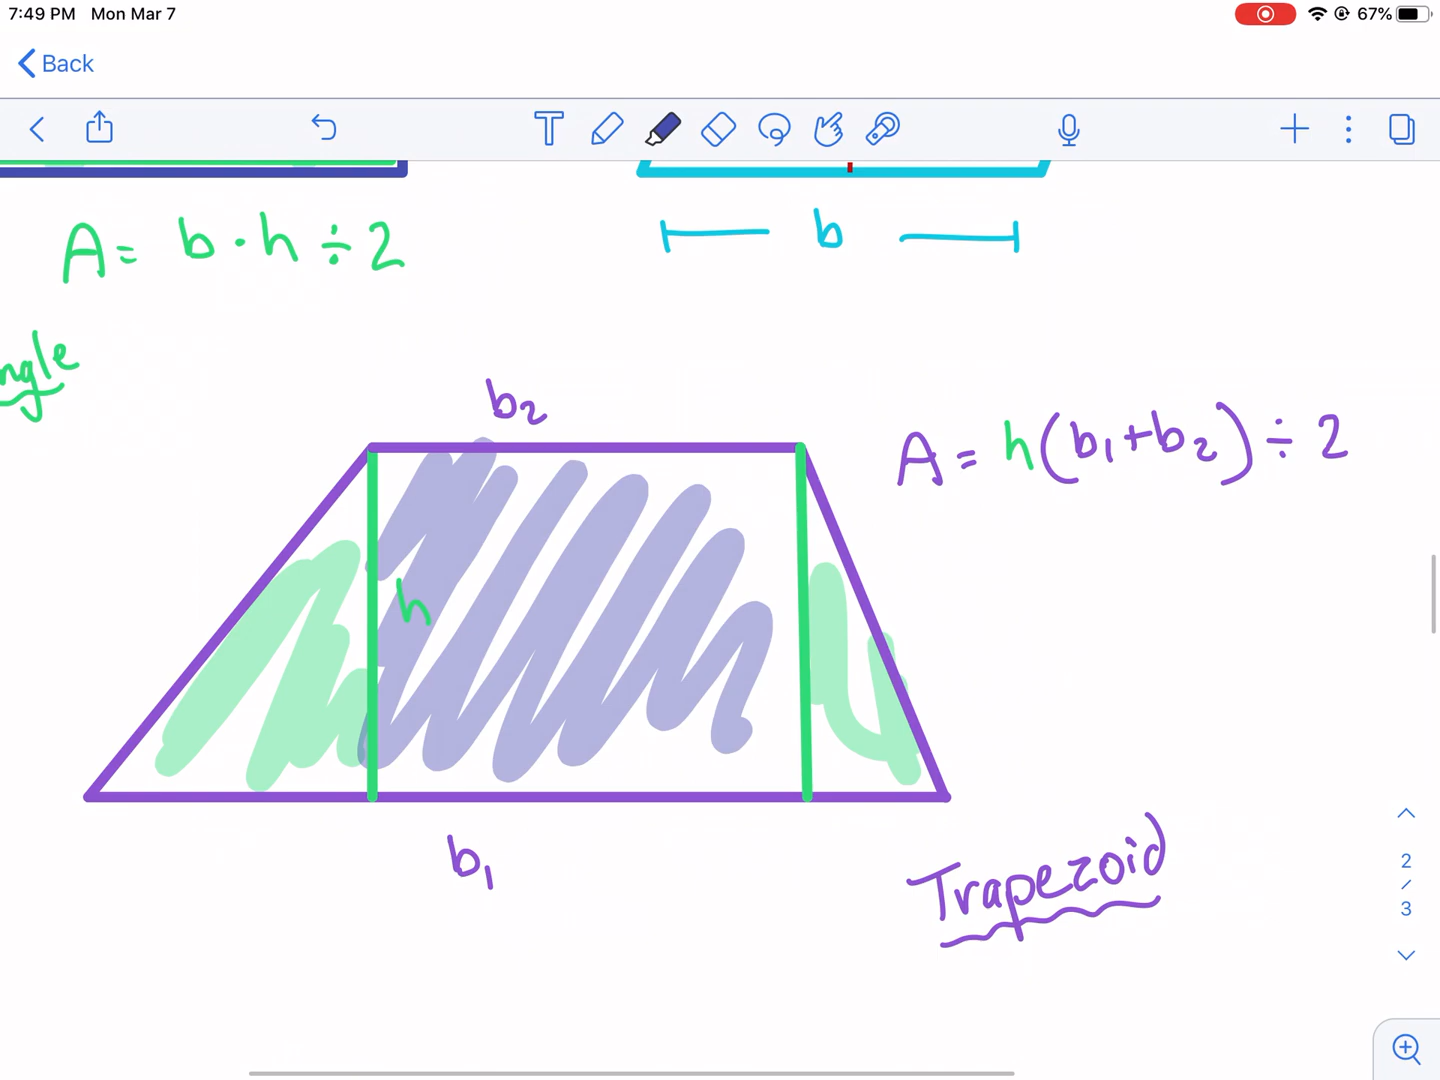 7:49 PM Mon Mar 7
67%
Back
T
A = b · h ÷ 2
b
ngle
b₂
A = h(b₁+b₂) ÷ 2
h
b₁
Trapezoid
2
/
3